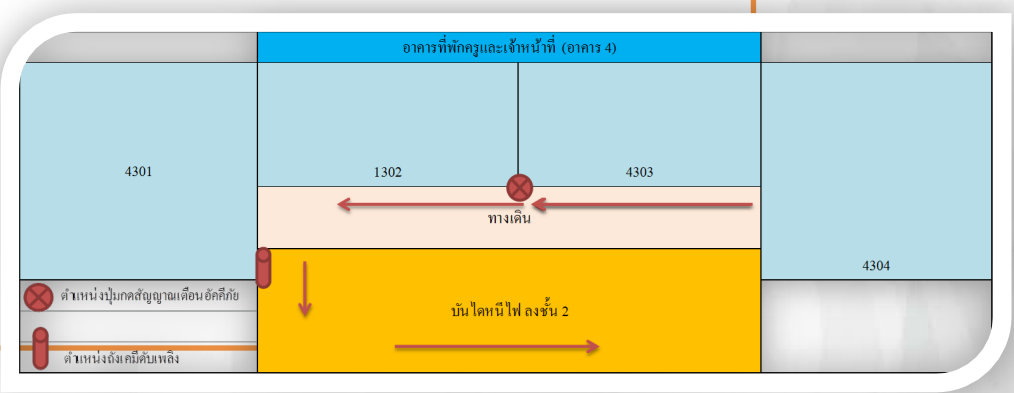 อาคารที่พักครูและเจ้าหน้าที่ (อาคาร 4)
4301
1302
4303
ทางเดิน
4304
ตำแหน่งปุ่มกดสัญญาณเตือนอัคคีภัย
บันไดหนีไฟ ลงชั้น 2
ตำแหน่งถังเคมีดับเพลิง